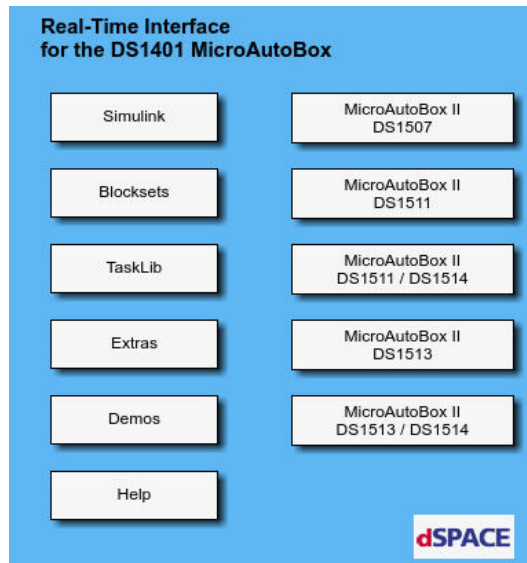 Real-Time Interface
for the DS1401 MicroAutoBox
Simulink
Blocksets
TaskLib
Extras
Demos
Help
MicroAutoBox II
DS1507
MicroAutoBox II
DS1511
MicroAutoBox II
DS1511 / DS1514
MicroAutoBox II
DS1513
MicroAutoBox II
DS1513 / DS1514
dSPACE